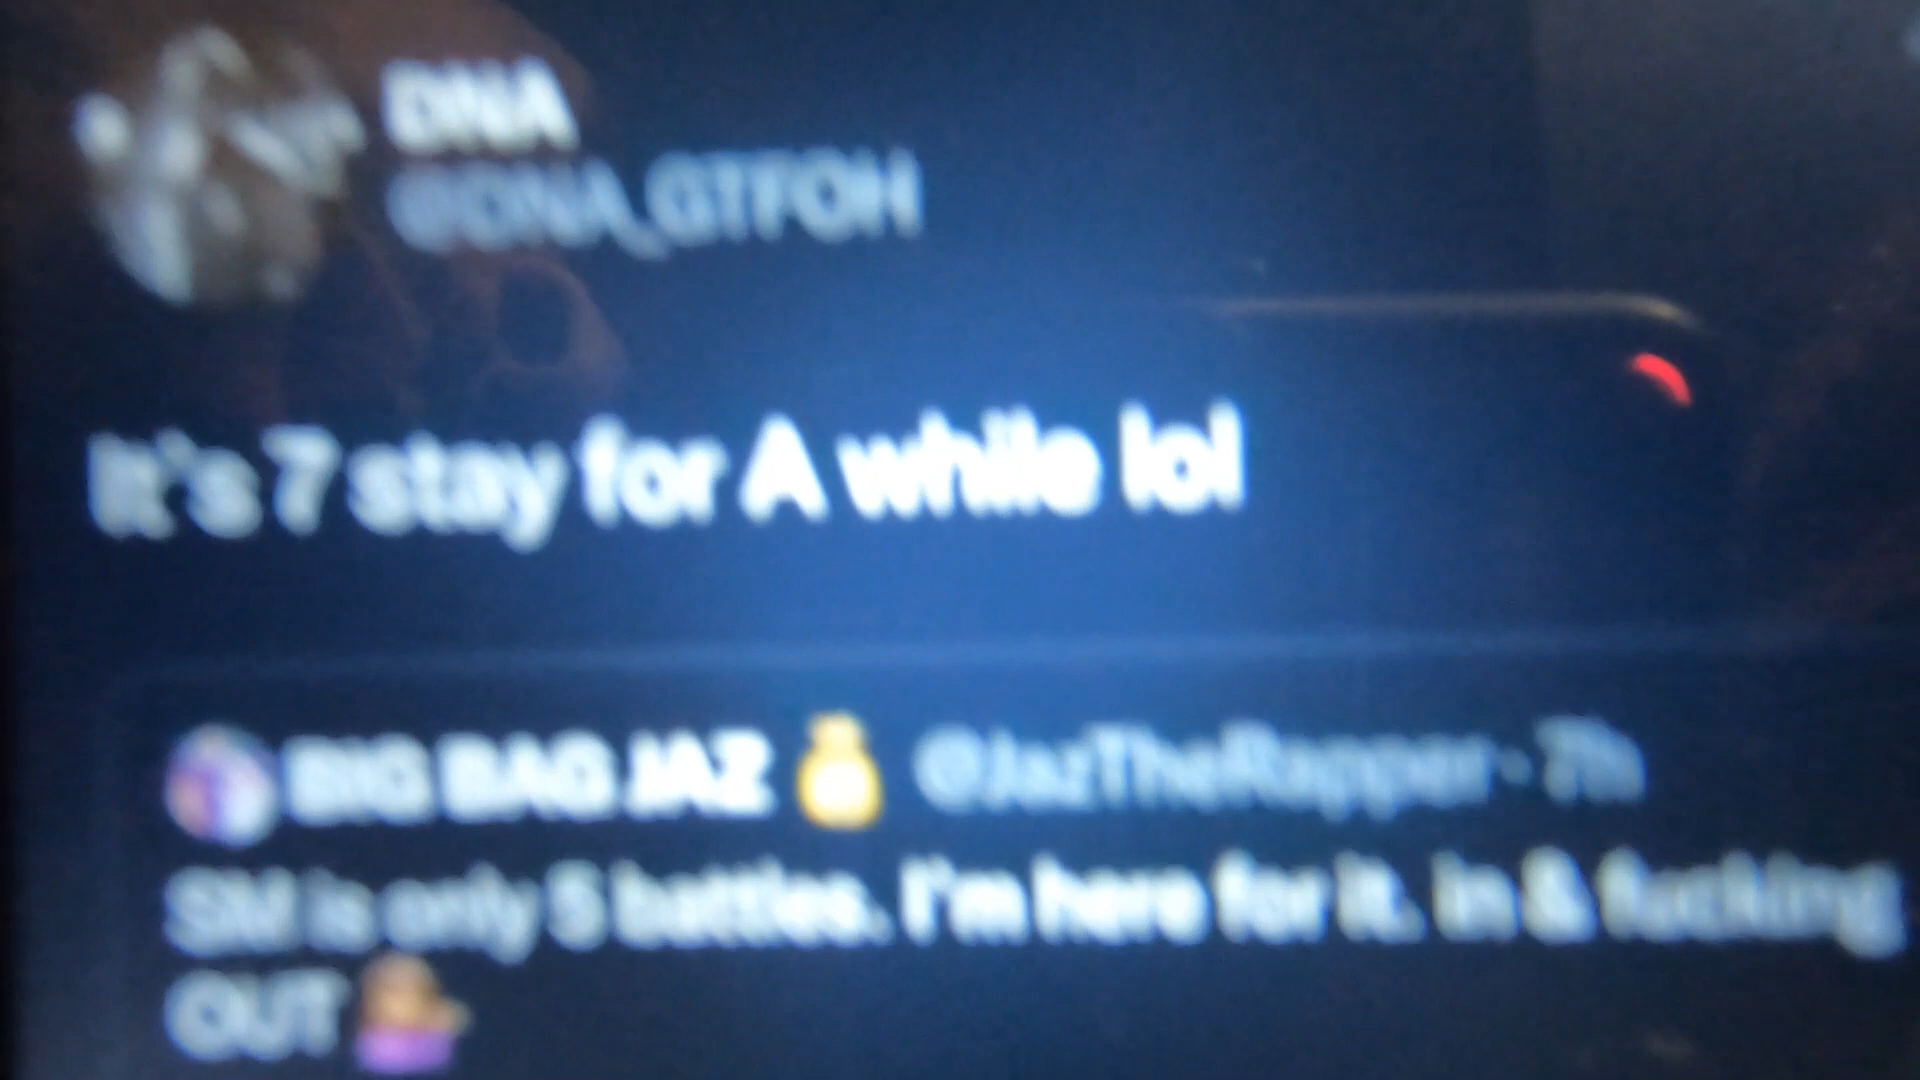 DNA
@DNA_GTFOH
It's 7 stay for A while lol
BIG BAG JAZ 💰 @JazTheRapper · 7h
SM is only 5 battles. I'm here for it. In & fucking
OUT 💁🏽